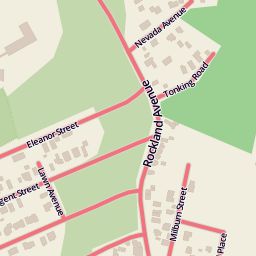 Nevada Avenue
Tonking Road
Rockland Avenue
Eleanor Street
Lawn Avenue
gent Street
Milburn Street
Place